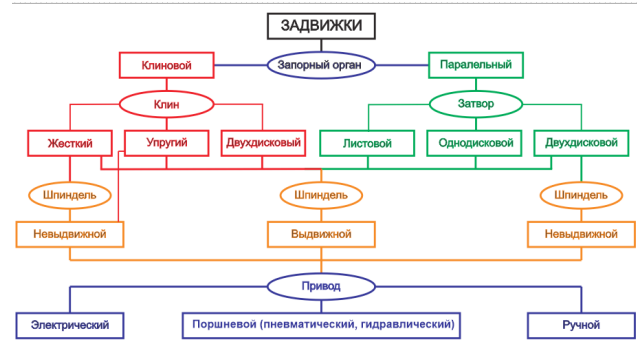 ЗАДВИЖКИ
Клиновой
Запорный орган
Паралельный
Клин
Затвор
Жесткий
Упругий
Двухдисковый
Листовой
Однодисковой
Двухдисковой
Шпиндель
Шпиндель
Шпиндель
Невыдвижной
Выдвижной
Невыдвижной
Привод
Электрический
Поршневой (пневматический, гидравлический)
Ручной